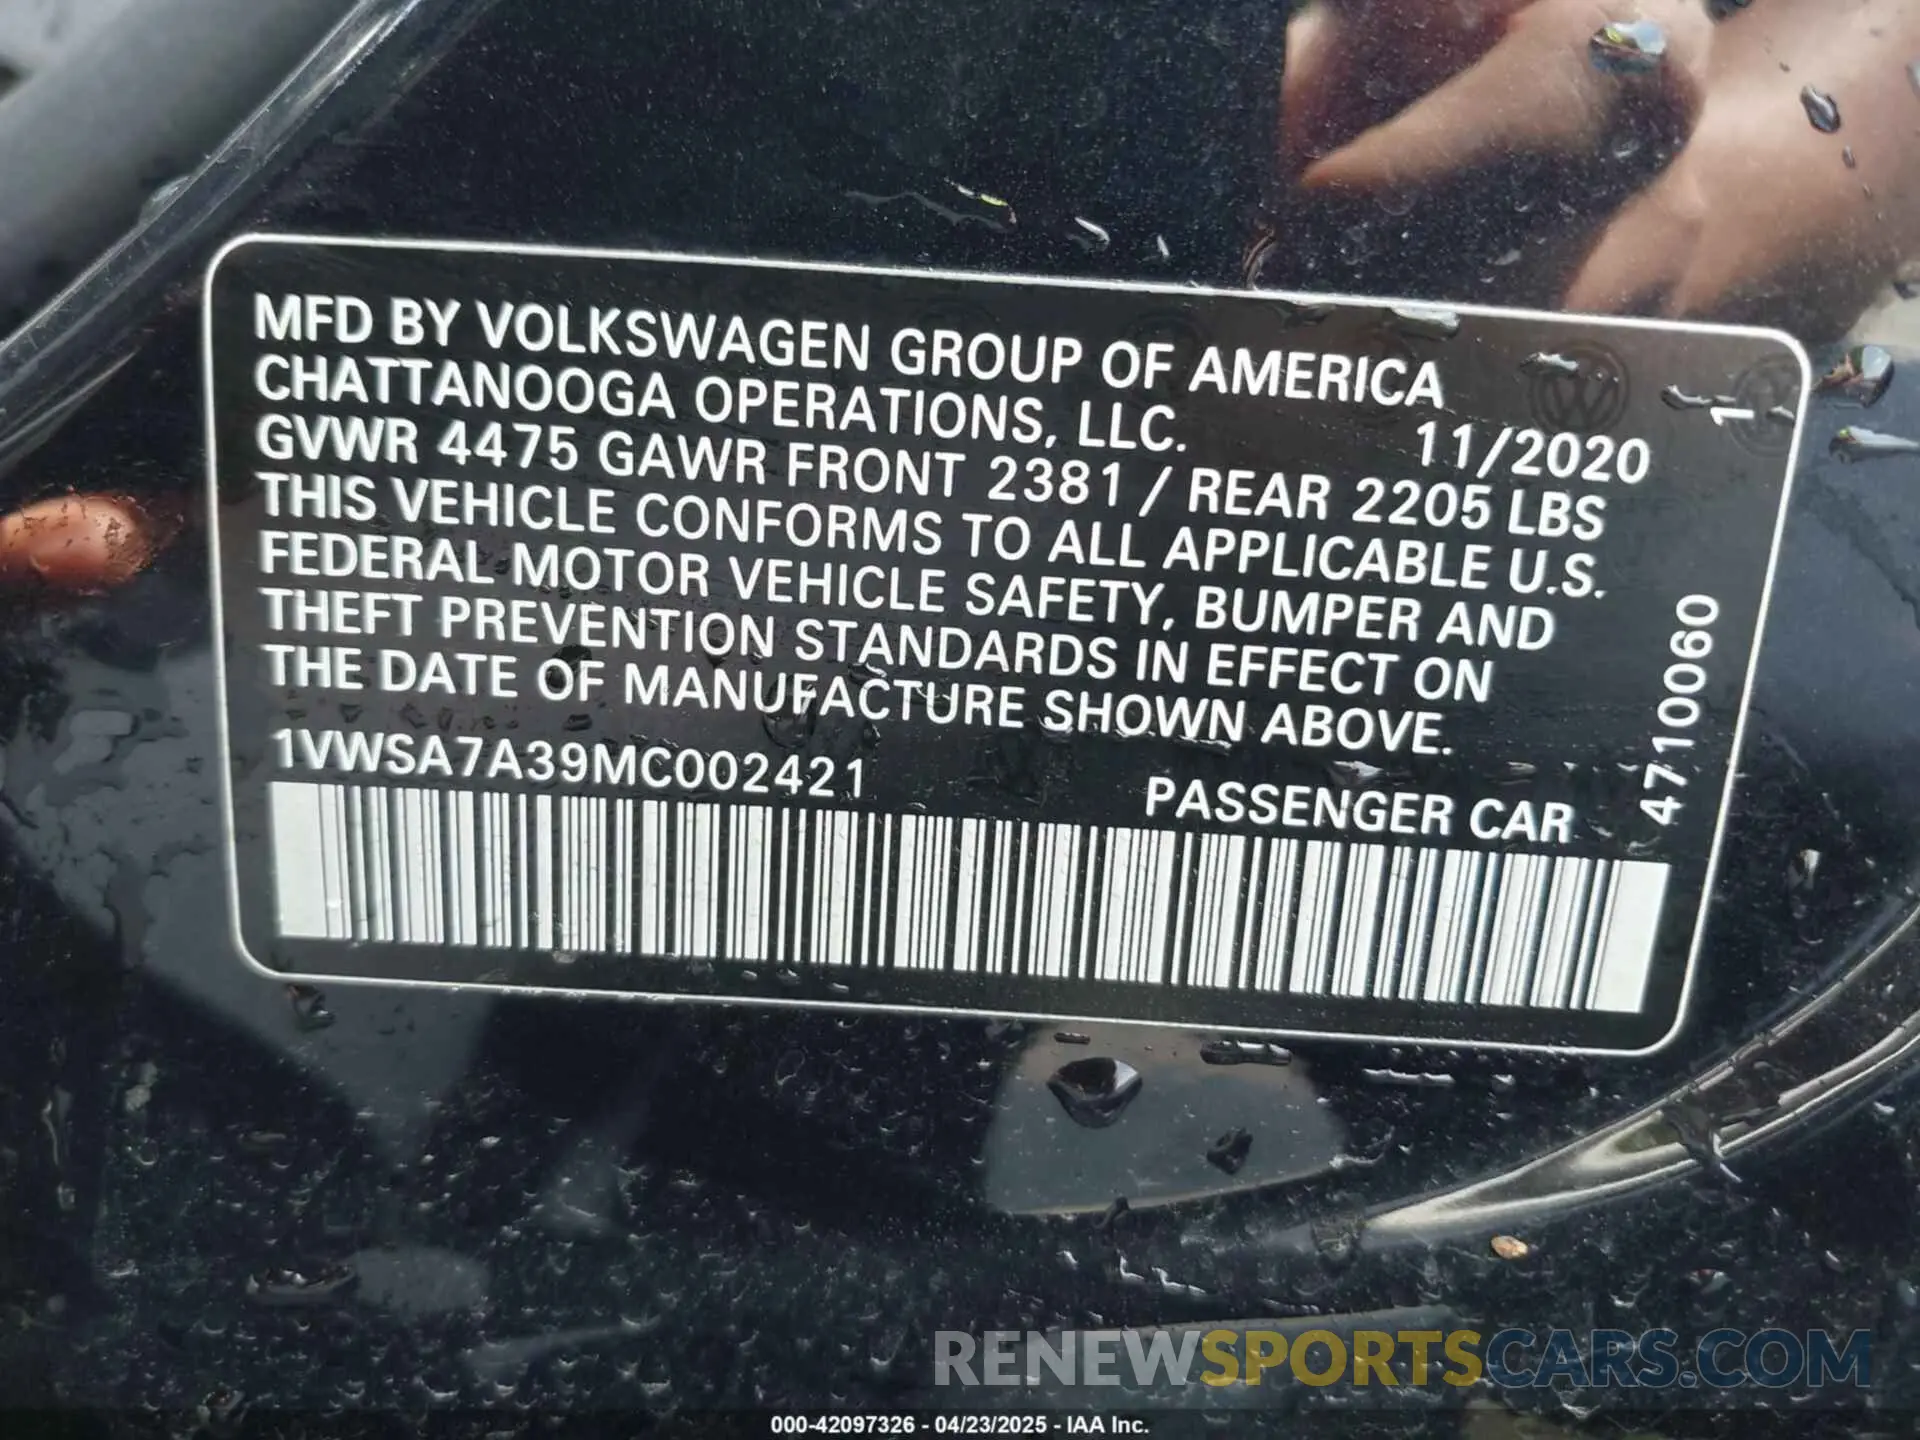 MFD BY VOLKSWAGEN GROUP OF AMERICA
CHATTANOOGA OPERATIONS, LLC. 11/2020 1
GVWR 4475 GAWR FRONT 2381 / REAR 2205 LBS
THIS VEHICLE CONFORMS TO ALL APPLICABLE U.S.
FEDERAL MOTOR VEHICLE SAFETY, BUMPER AND
THEFT PREVENTION STANDARDS IN EFFECT ON
THE DATE OF MANUFACTURE SHOWN ABOVE.
1VWSA7A39MC002421 PASSENGER CAR
4710060
RENEWSPORTSCARS.COM
000-42097326 - 04/23/2025 - IAA Inc.